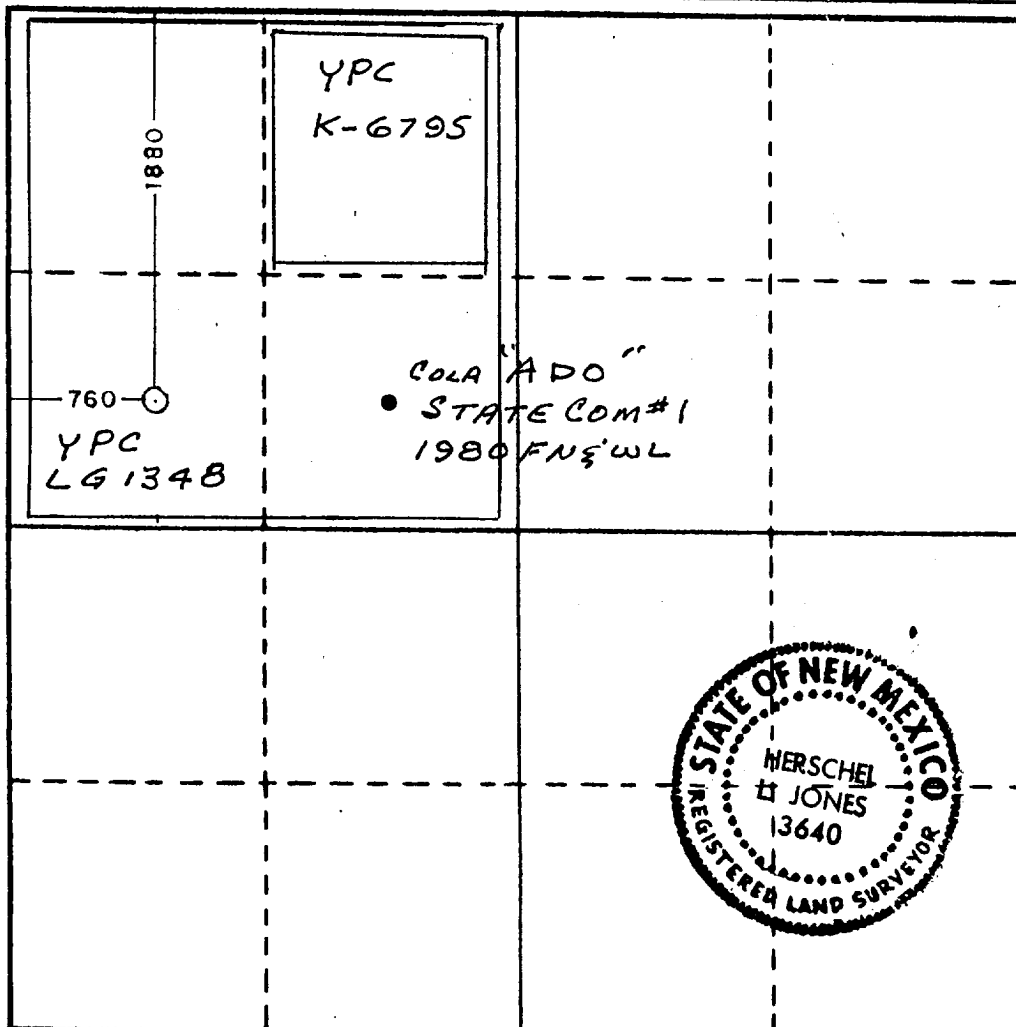 YPC
K-6795
1880
760
YPC
LG 1348
COLA "ADO"
STATE COM #1
1980 FN & WL
STATE OF NEW MEXICO
HERSCHEL
JONES
3640
REGISTERED LAND SURVEYOR